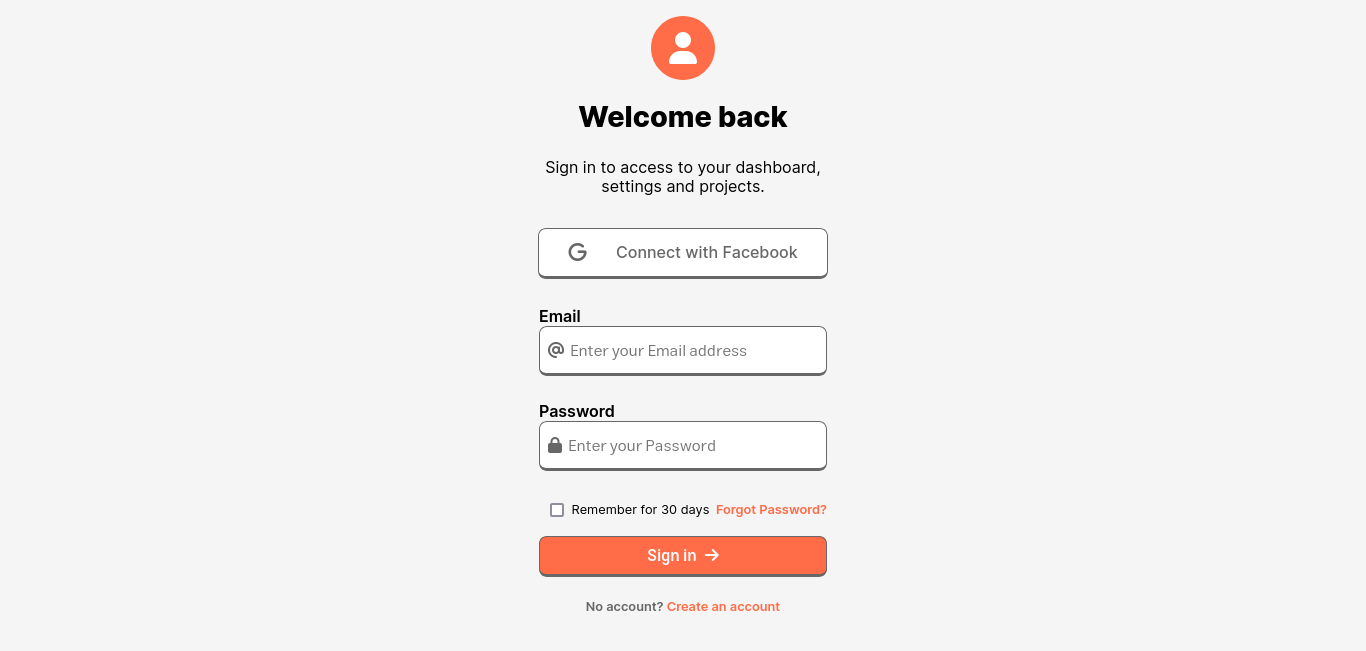 Welcome back
Sign in to access to your dashboard,
settings and projects.
Connect with Facebook
Email
Enter your Email address
Password
Enter your Password
Remember for 30 days Forgot Password?
Sign in →
No account? Create an account